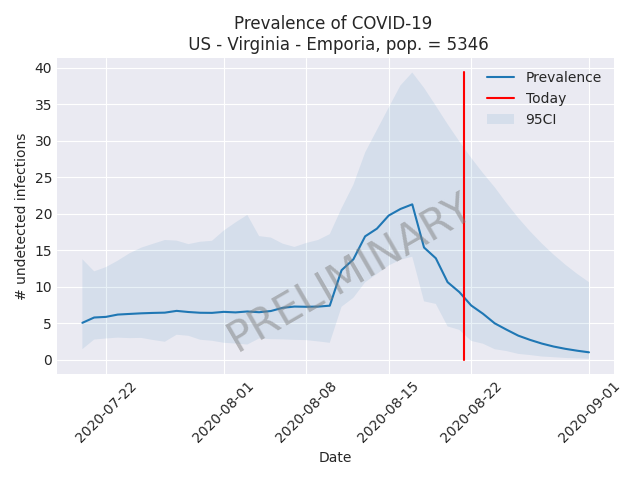 Prevalence of COVID-19
US - Virginia - Emporia, pop. = 5346
# undetected infections
40
35
30
25
20
15
10
5
0
Prevalence
Today
95CI
PRELIMINARY
2020-07-22
2020-08-01
2020-08-08
2020-08-15
2020-08-22
2020-09-01
Date